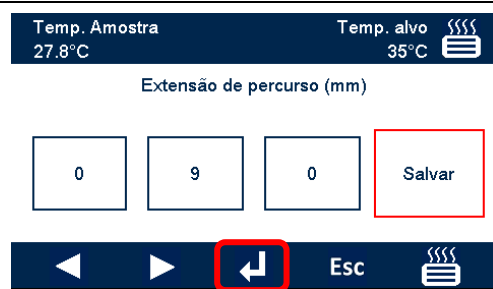 Temp. Amostra Temp. alvo
27.8°C 35°C
Extensão de percurso (mm)
0 9 0 Salvar
Esc